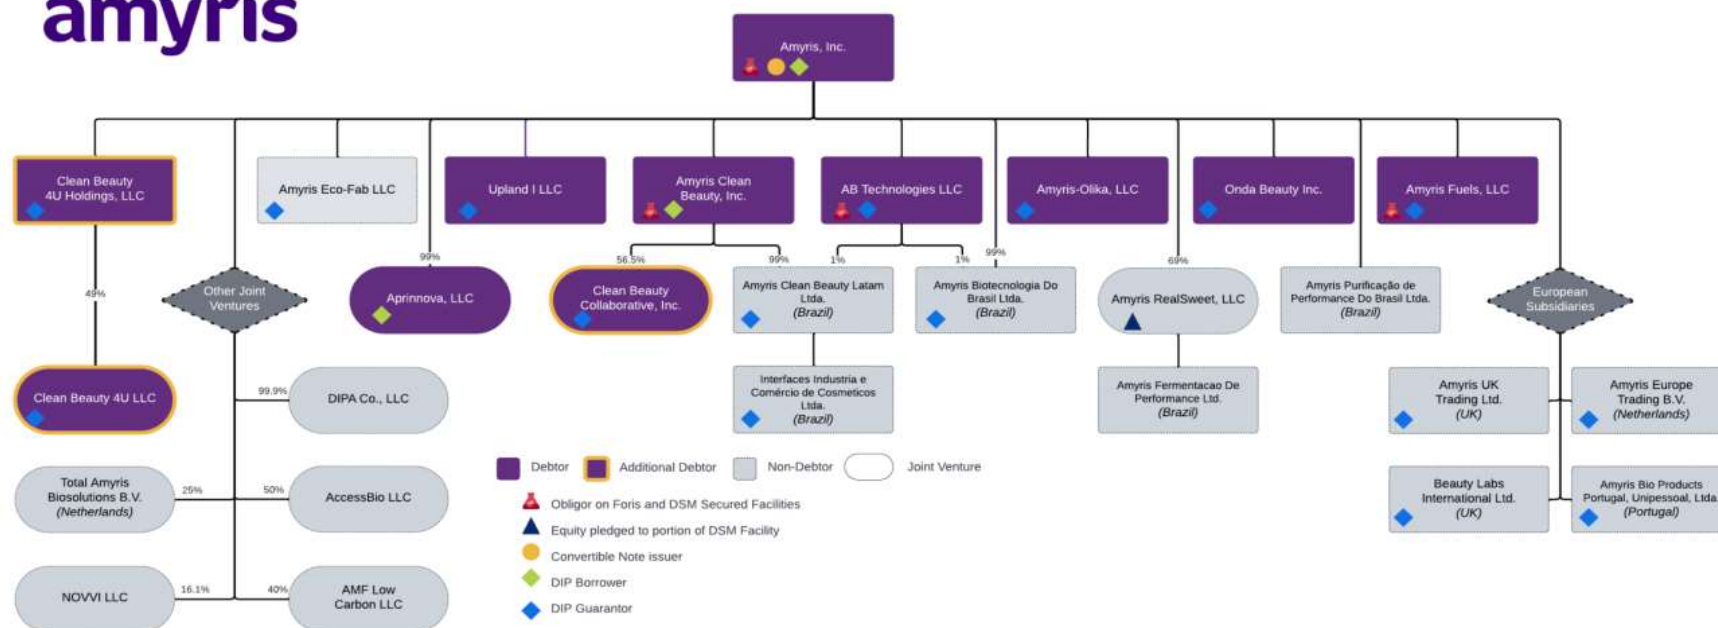 amyris
Amyris, Inc.
Clean Beauty
4U Holdings, LLC
Amyris Eco-Fab LLC
Upland I LLC
Amyris Clean
Beauty, Inc.
AB Technologies LLC
Amyris-Olika, LLC
Onda Beauty Inc.
Amyris Fuels, LLC
49%
99%
56.5%
99%
1%
1%
99%
69%
Other Joint
Ventures
Aprinnova, LLC
Clean Beauty
Collaborative, Inc.
Amyris Clean Beauty Latam
Ltda.
(Brazil)
Amyris Biotecnologia Do
Brasil Ltda.
(Brazil)
Amyris RealSweet, LLC
Amyris Purificação de
Performance Do Brasil Ltda.
(Brazil)
European
Subsidiaries
Clean Beauty 4U LLC
99.9%
DIPA Co., LLC
Interfaces Industria e
Comércio de Cosmeticos
Ltda.
(Brazil)
Amyris Fermentacao De
Performance Ltd.
(Brazil)
Amyris UK
Trading Ltd.
(UK)
Amyris Europe
Trading B.V.
(Netherlands)
Total Amyris
Biosolutions B.V.
(Netherlands)
25%
50%
AccessBio LLC
Beauty Labs
International Ltd.
(UK)
Amyris Bio Products
Portugal, Unipessoal, Ltda.
(Portugal)
NOVVI LLC
16.1%
40%
AMF Low
Carbon LLC
Debtor
Additional Debtor
Non-Debtor
Joint Venture
Obligor on Foris and DSM Secured Facilities
Equity pledged to portion of DSM Facility
Convertible Note issuer
DIP Borrower
DIP Guarantor